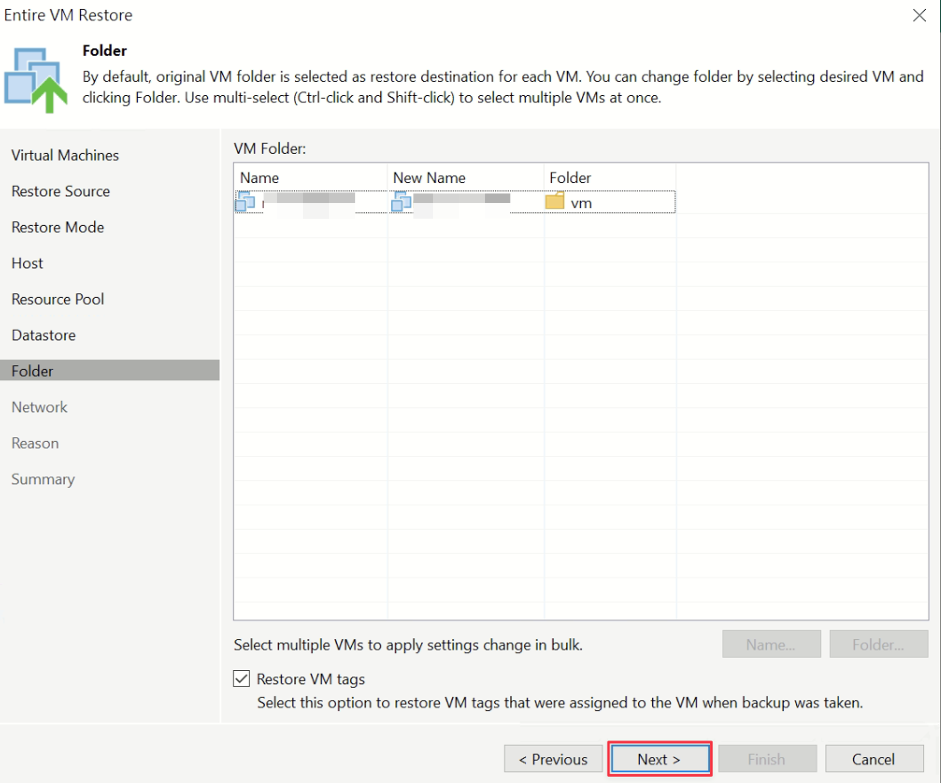 Entire VM Restore
Folder
By default, original VM folder is selected as restore destination for each VM. You can change folder by selecting desired VM and
clicking Folder. Use multi-select (Ctrl-click and Shift-click) to select multiple VMs at once.
Virtual Machines
Restore Source
Restore Mode
Host
Resource Pool
Datastore
Folder
Network
Reason
Summary
VM Folder:
Name New Name Folder
vm
Select multiple VMs to apply settings change in bulk.
Name... Folder...
Restore VM tags
Select this option to restore VM tags that were assigned to the VM when backup was taken.
< Previous Next > Finish Cancel